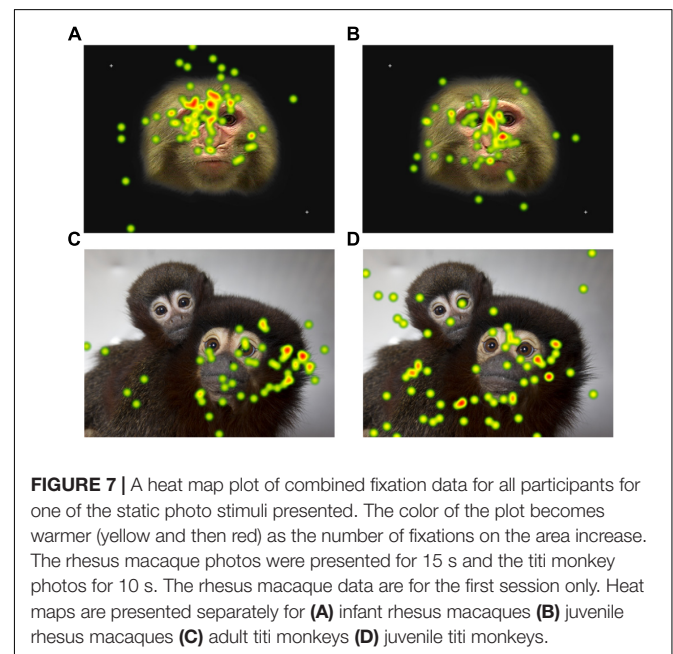 A
B
C
D
FIGURE 7 | A heat map plot of combined fixation data for all participants for
one of the static photo stimuli presented. The color of the plot becomes
warmer (yellow and then red) as the number of fixations on the area increase.
The rhesus macaque photos were presented for 15 s and the titi monkey
photos for 10 s. The rhesus macaque data are for the first session only. Heat
maps are presented separately for (A) infant rhesus macaques (B) juvenile
rhesus macaques (C) adult titi monkeys (D) juvenile titi monkeys.